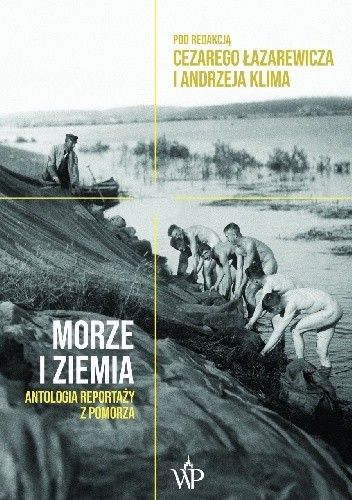 POD REDAKCJĄ
CEZAREGO ŁAZAREWICZA
I ANDRZEJA KLIMA
MORZE
I ZIEMIA
ANTOLOGIA REPORTAŻY
Z POMORZA
WP